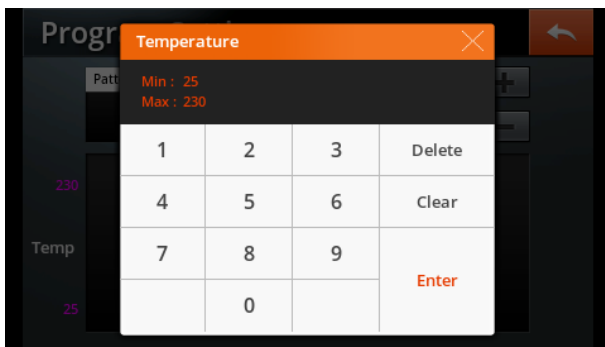 Progr
Temperature
Patt
Min : 25
Max : 230
1 2 3 Delete
230
4 5 6 Clear
Temp
7 8 9
Enter
25
0